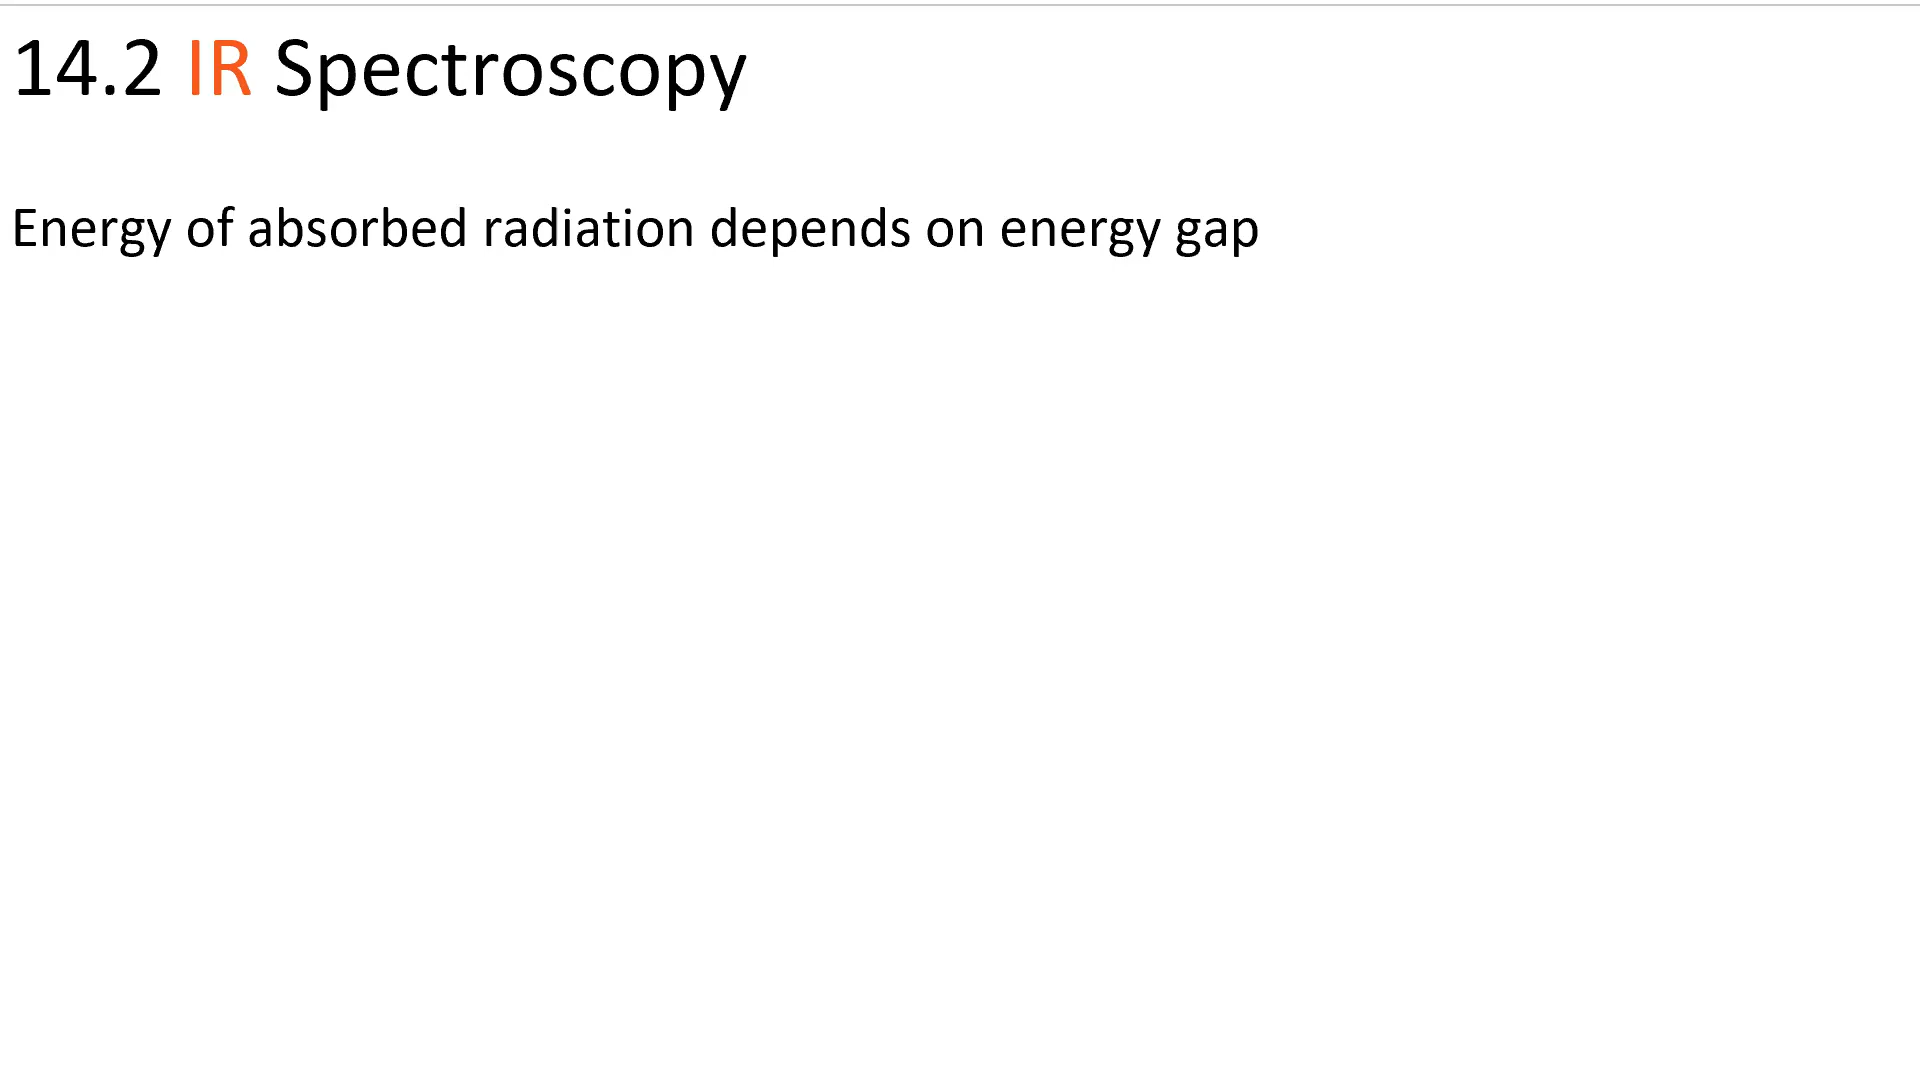 14.2 IR Spectroscopy
Energy of absorbed radiation depends on energy gap